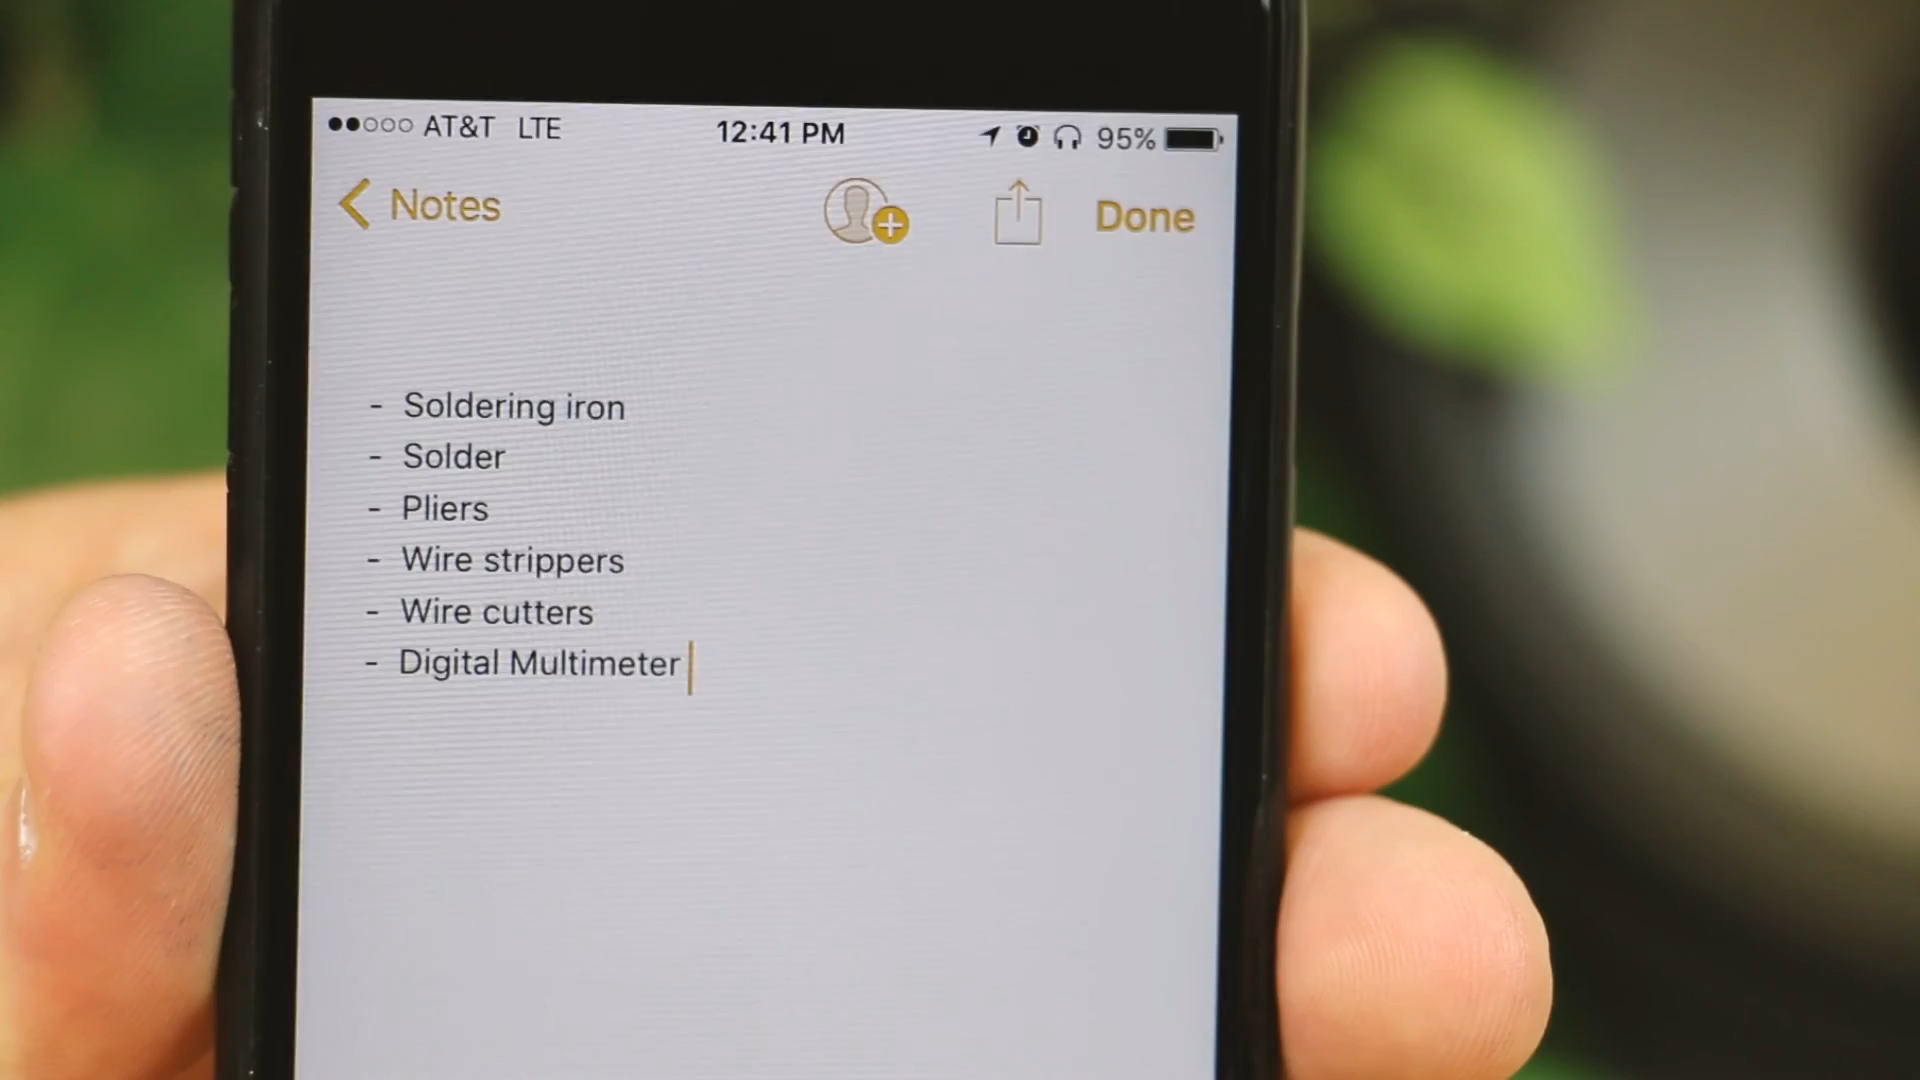 ●●○○○ AT&T LTE 12:41 PM 95%
Notes Done
- Soldering iron
- Solder
- Pliers
- Wire strippers
- Wire cutters
- Digital Multimeter